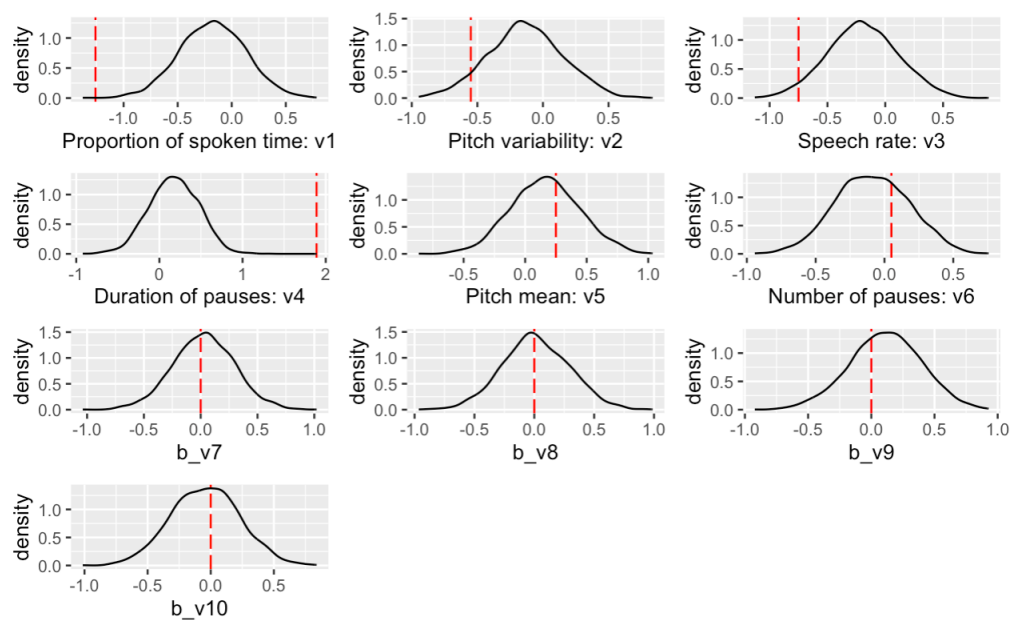 density
1.0
0.5
0.0
-1.0 -0.5 0.0 0.5
Proportion of spoken time: v1
density
1.5
1.0
0.5
0.0
-1.0 -0.5 0.0 0.5
Pitch variability: v2
density
1.0
0.5
0.0
-1.0 -0.5 0.0 0.5
Speech rate: v3
density
1.0
0.5
0.0
-1 0 1 2
Duration of pauses: v4
density
1.0
0.5
0.0
-0.5 0.0 0.5 1.0
Pitch mean: v5
density
1.0
0.5
0.0
-1.0 -0.5 0.0 0.5
Number of pauses: v6
density
1.5
1.0
0.5
0.0
-1.0 -0.5 0.0 0.5 1.0
b_v7
density
1.5
1.0
0.5
0.0
-1.0 -0.5 0.0 0.5 1.0
b_v8
density
1.0
0.5
0.0
-1.0 -0.5 0.0 0.5 1.0
b_v9
density
1.0
0.5
0.0
-1.0 -0.5 0.0 0.5
b_v10